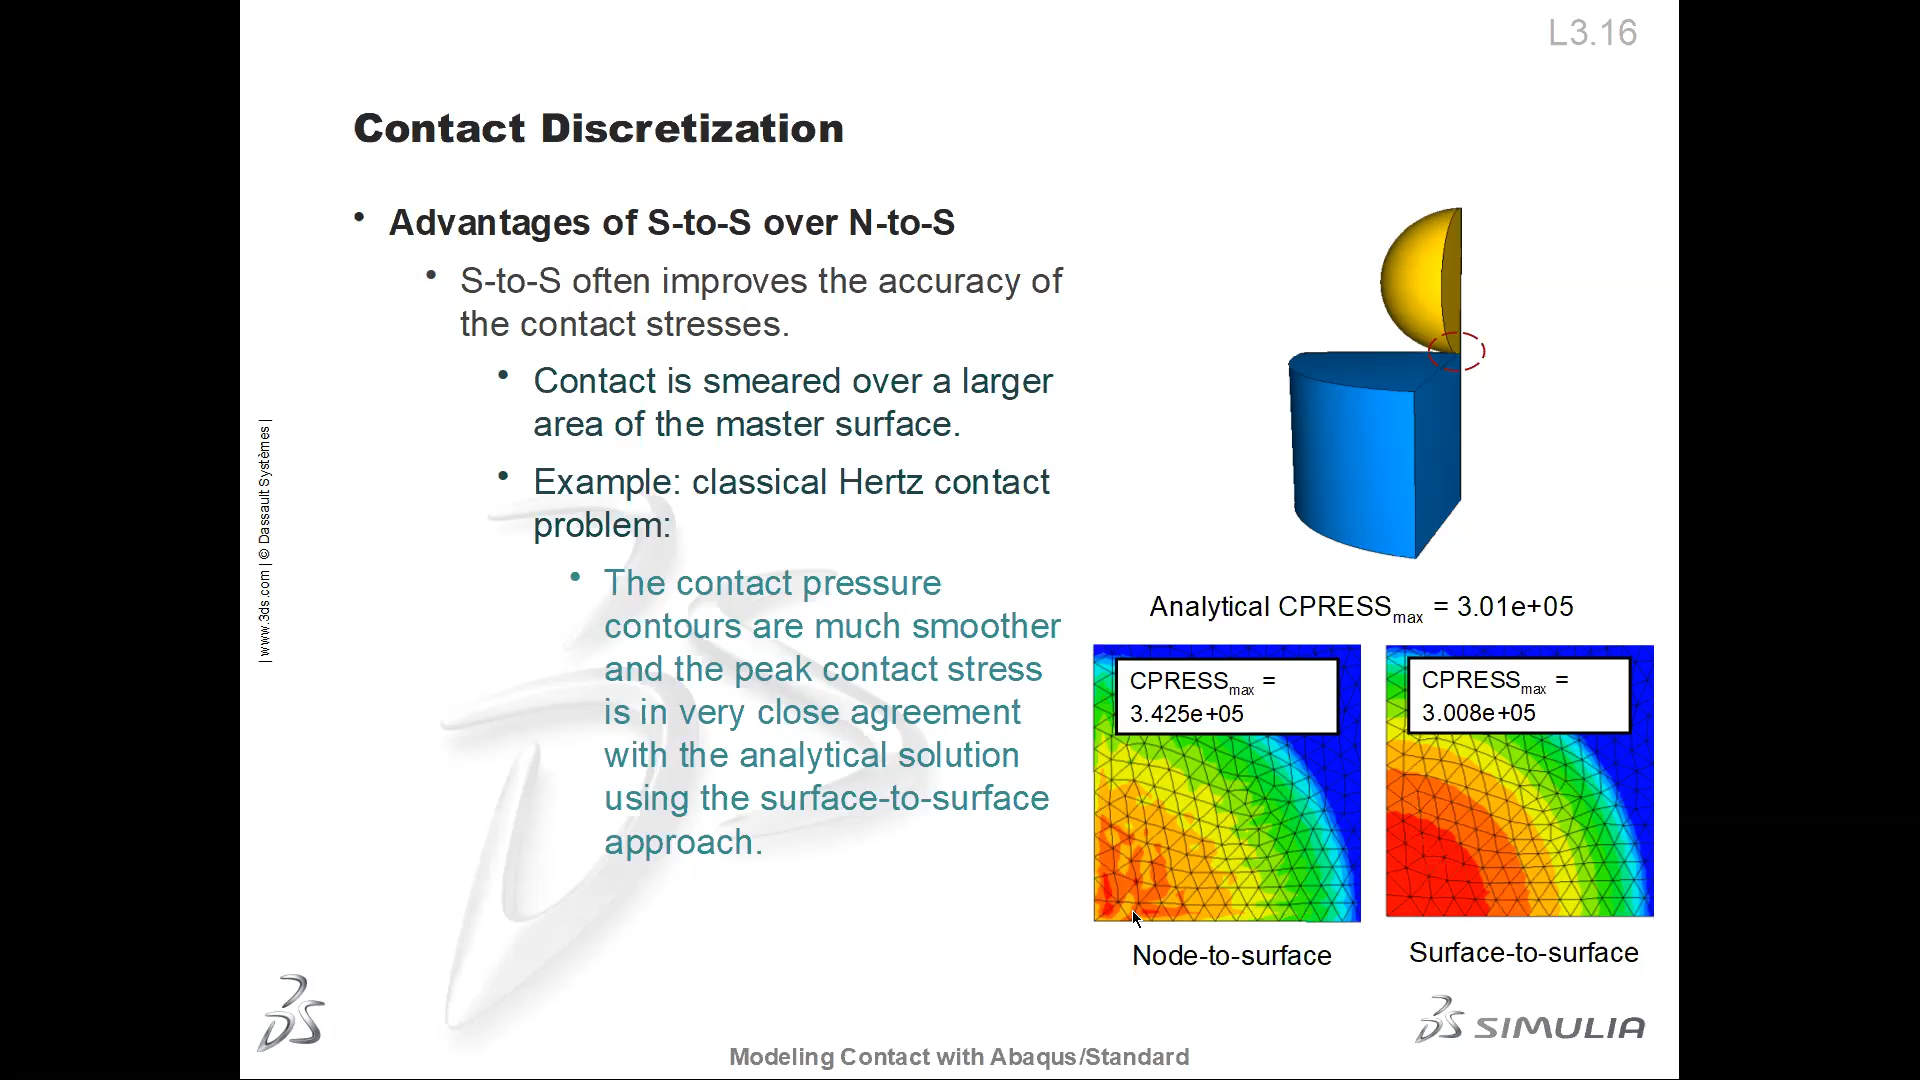 L3.16
Contact Discretization
• Advantages of S-to-S over N-to-S
• S-to-S often improves the accuracy of
the contact stresses.
• Contact is smeared over a larger
area of the master surface.
• Example: classical Hertz contact
problem:
• The contact pressure
contours are much smoother
and the peak contact stress
is in very close agreement
with the analytical solution
using the surface-to-surface
approach.
Analytical CPRESSmax = 3.01e+05
CPRESSmax =
3.425e+05
Node-to-surface
CPRESSmax =
3.008e+05
Surface-to-surface
| www.3ds.com | © Dassault Systèmes |
3DS
Modeling Contact with Abaqus/Standard
3DS SIMULIA